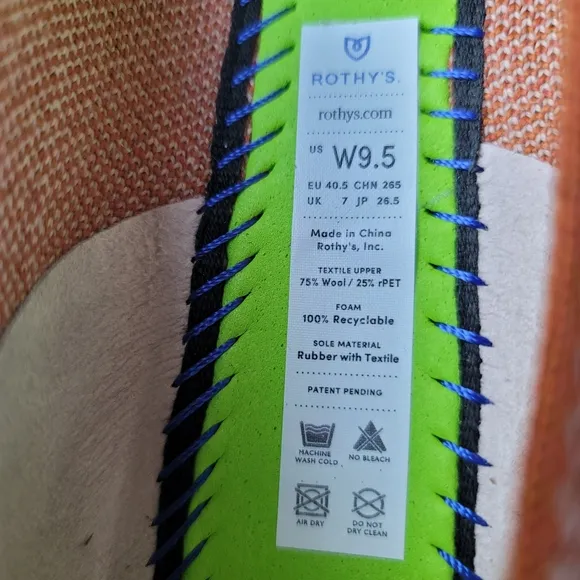 ROTHY'S.
rothys.com
US W9.5
EU 40.5 CHN 265
UK 7 JP 26.5
Made in China
Rothy's, Inc.
TEXTILE UPPER
75% Wool / 25% rPET
FOAM
100% Recyclable
SOLE MATERIAL
Rubber with Textile
PATENT PENDING
MACHINE WASH COLD
NO BLEACH
AIR DRY
DO NOT DRY CLEAN